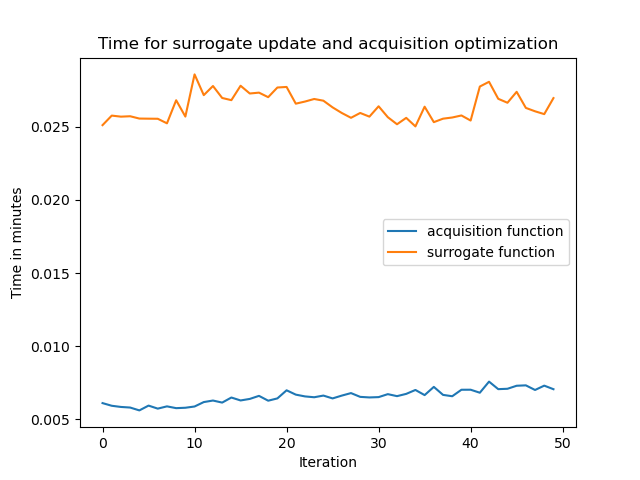 Time for surrogate update and acquisition optimization
0.025
0.020
0.015
0.010
0.005
Time in minutes
acquisition function
surrogate function
0 10 20 30 40 50
Iteration